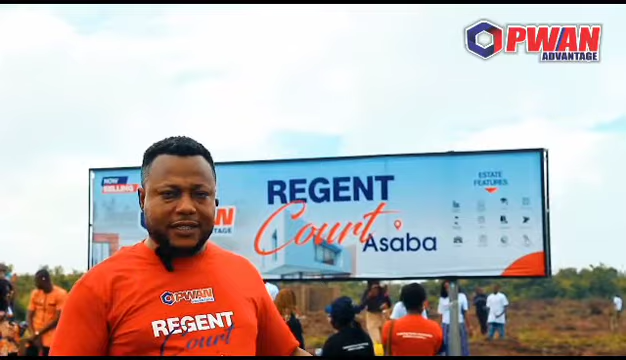 PWAN
ADVANTAGE
NOW
SELLING
REGENT
Court
Asaba
ESTATE
FEATURES
PWAN
REGENT
Court